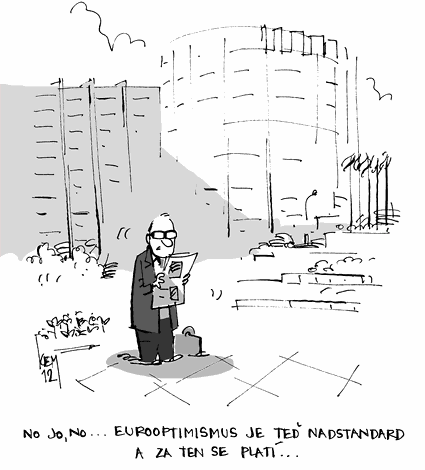 KEM
12
NO JO, NO... EUROOPTIMISMUS JE TEĎ NADSTANDARD
A ZA TEN SE PLATÍ...